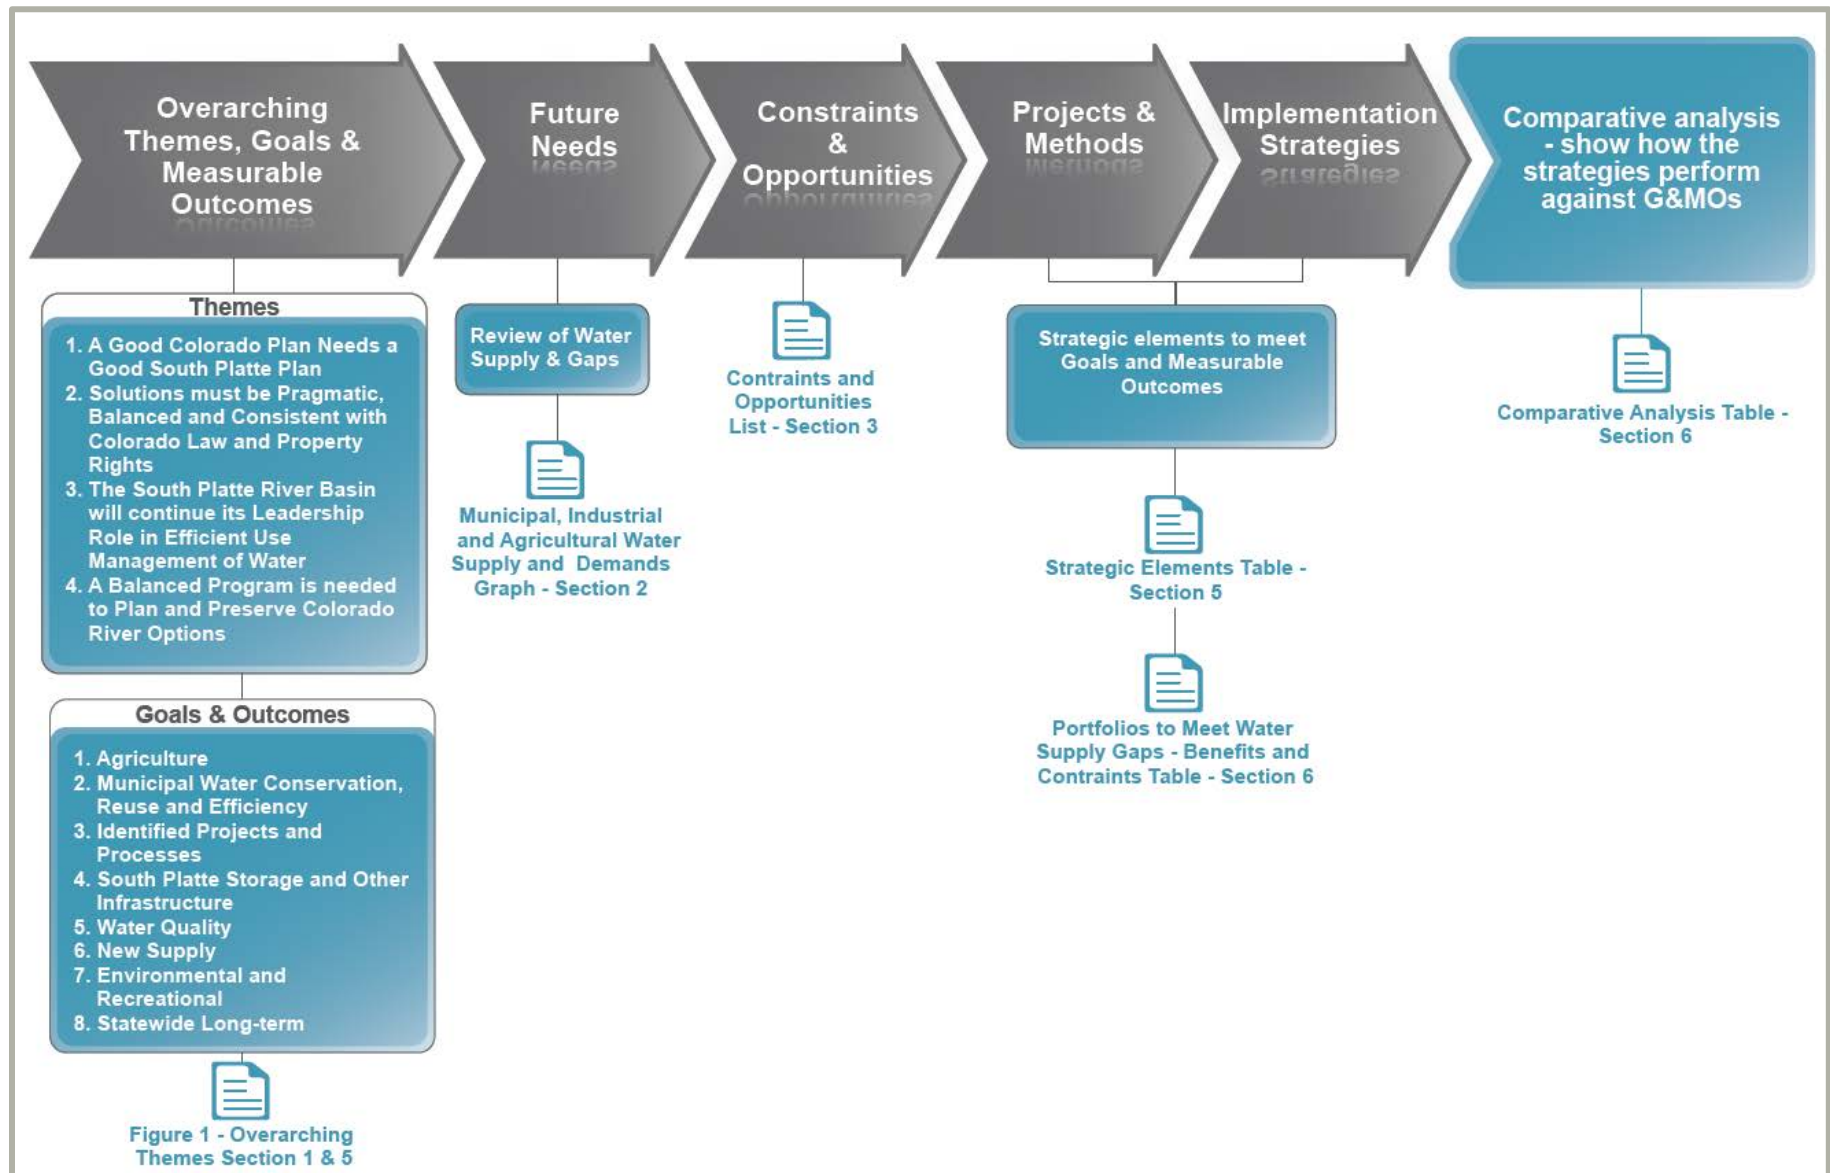 Overarching
Themes, Goals &
Measurable
Outcomes
Future
Needs
Constraints
&
Opportunities
Projects &
Methods
Implementation
Strategies
Comparative analysis
- show how the
strategies perform
against G&MOs
Themes
1. A Good Colorado Plan Needs a
Good South Platte Plan
2. Solutions must be Pragmatic,
Balanced and Consistent with
Colorado Law and Property
Rights
3. The South Platte River Basin
will continue its Leadership
Role in Efficient Use
Management of Water
4. A Balanced Program is needed
to Plan and Preserve Colorado
River Options
Goals & Outcomes
1. Agriculture
2. Municipal Water Conservation,
Reuse and Efficiency
3. Identified Projects and
Processes
4. South Platte Storage and Other
Infrastructure
5. Water Quality
6. New Supply
7. Environmental and
Recreational
8. Statewide Long-term
Figure 1 - Overarching
Themes Section 1 & 5
Review of Water
Supply & Gaps
Municipal, Industrial
and Agricultural Water
Supply and Demands
Graph - Section 2
Contraints and
Opportunities
List - Section 3
Strategic elements to meet
Goals and Measurable
Outcomes
Strategic Elements Table -
Section 5
Portfolios to Meet Water
Supply Gaps - Benefits and
Contraints Table - Section 6
Comparative Analysis Table -
Section 6